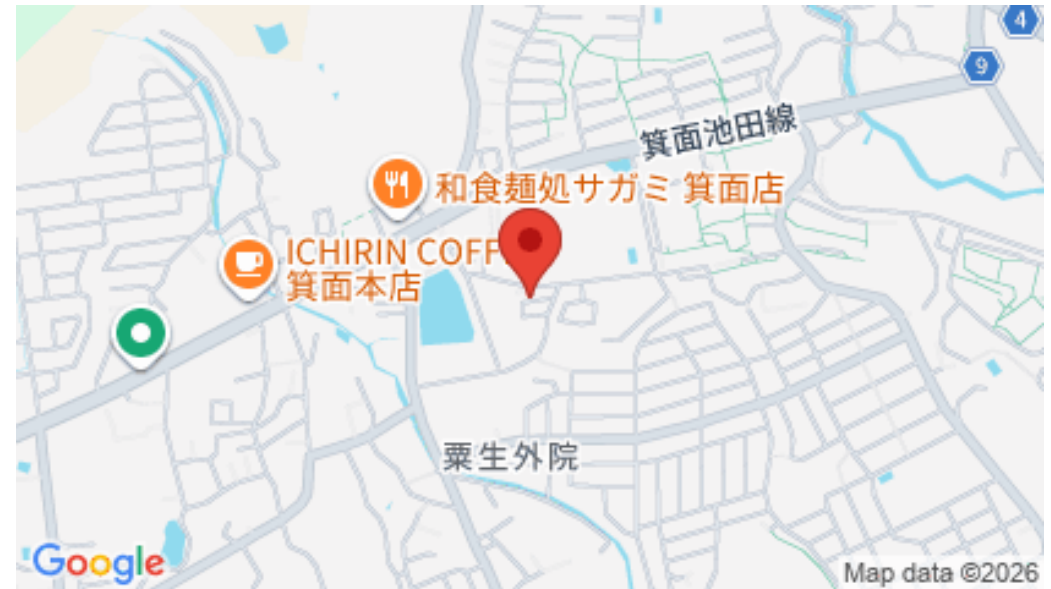 4
9
箕面池田線
和食麺処サガミ 箕面店
ICHIRIN COFF
箕面本店
粟生外院
Google
Map data ©2026